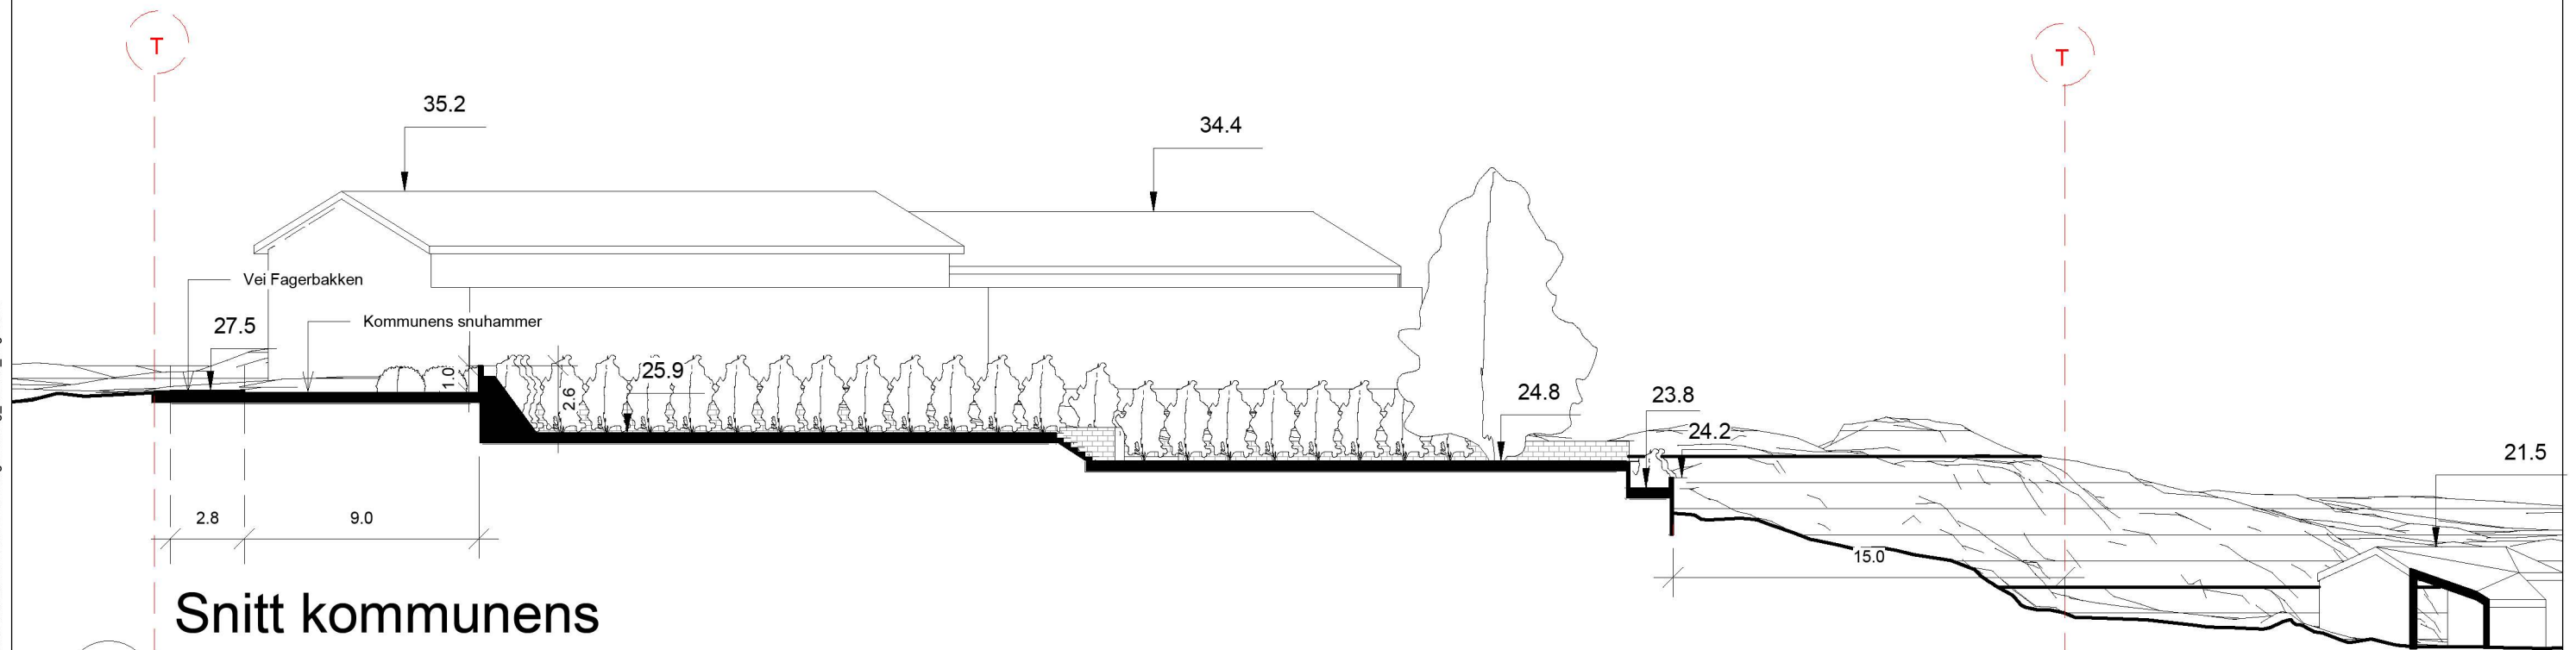 T
T
35.2
34.4
Vei Fagerbakken
27.5
Kommunens snuhammer
1.0
2.6
25.9
24.8
23.8
24.2
21.5
2.8
9.0
15.0
Snitt kommunens